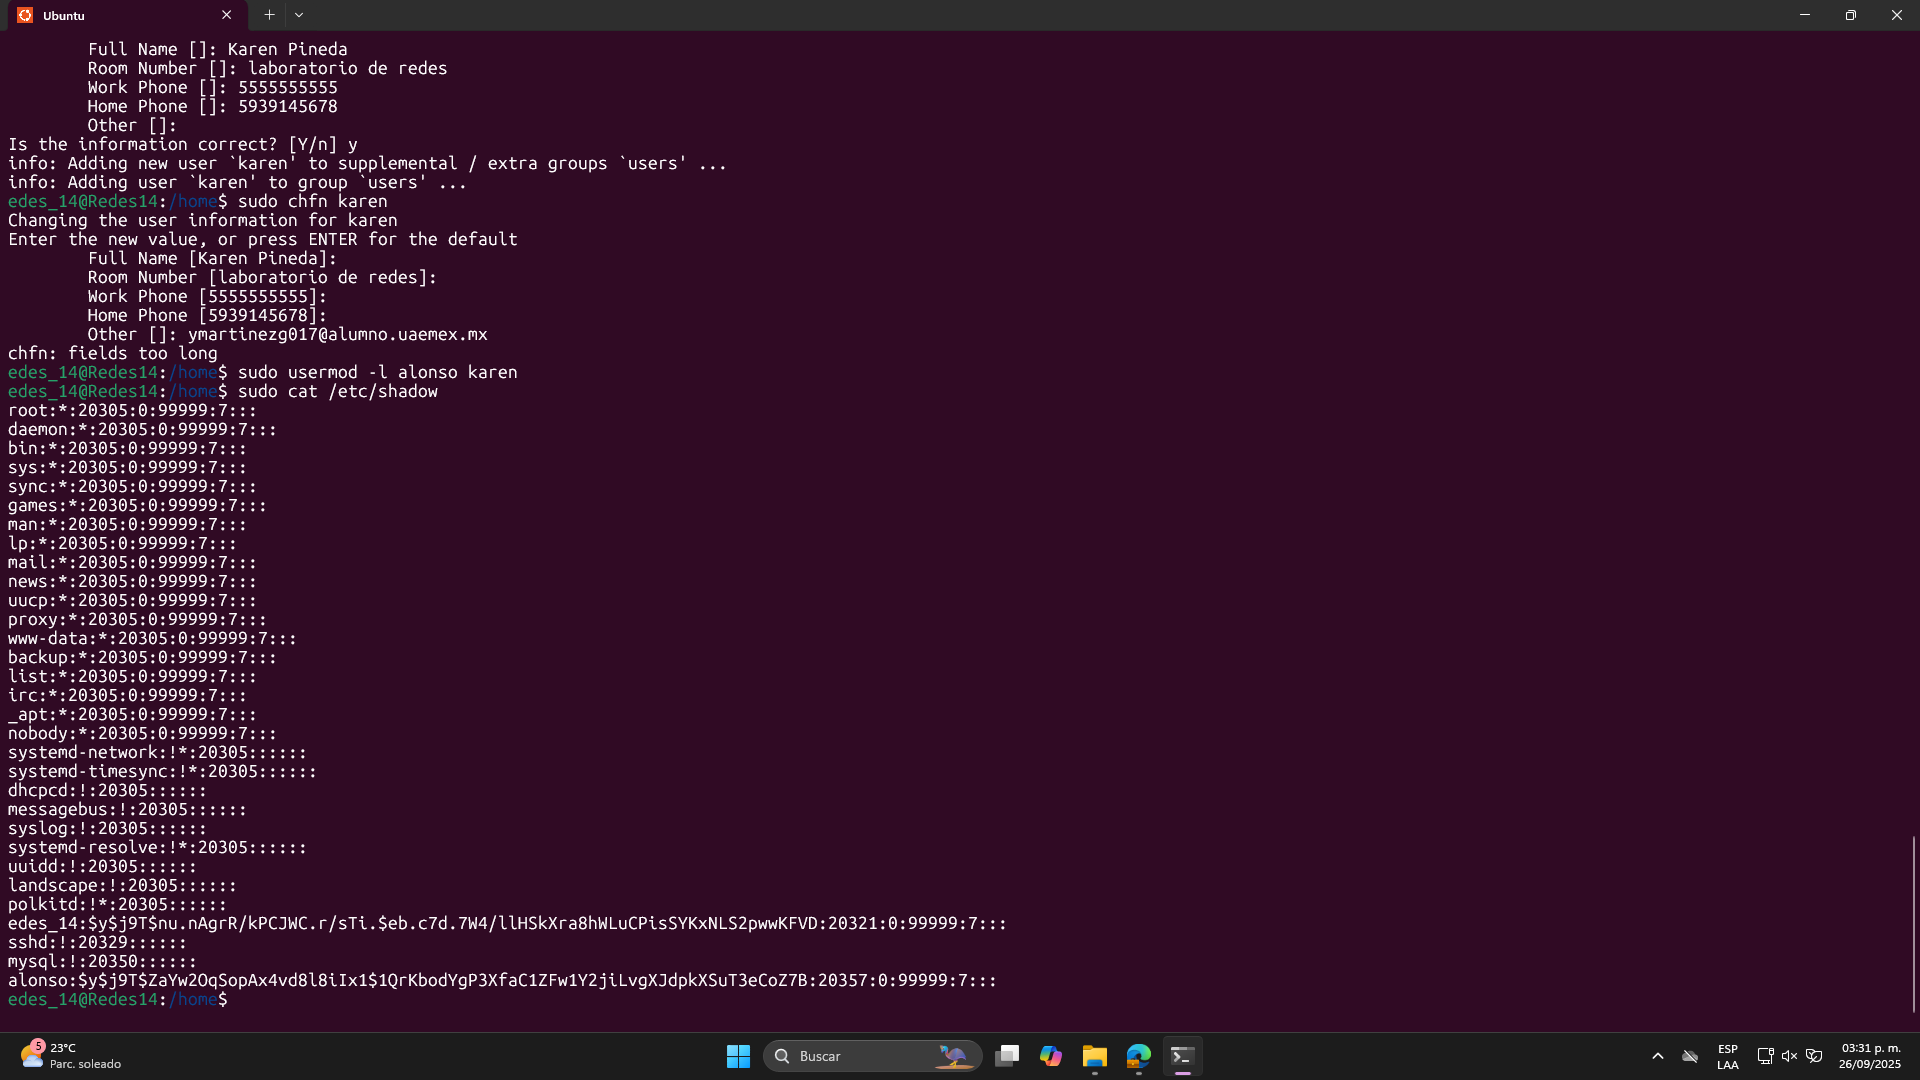 Ubuntu
        Full Name []: Karen Pineda
        Room Number []: laboratorio de redes
        Work Phone []: 5555555555
        Home Phone []: 5939145678
        Other []:
Is the information correct? [Y/n] y
info: Adding new user `karen' to supplemental / extra groups `users' ...
info: Adding user `karen' to group `users' ...
edes_14@Redes14:/home$ sudo chfn karen
Changing the user information for karen
Enter the new value, or press ENTER for the default
        Full Name [Karen Pineda]:
        Room Number [laboratorio de redes]:
        Work Phone [5555555555]:
        Home Phone [5939145678]:
        Other []: ymartinezg017@alumno.uaemex.mx
chfn: fields too long
edes_14@Redes14:/home$ sudo usermod -l alonso karen
edes_14@Redes14:/home$ sudo cat /etc/shadow
root:*:20305:0:99999:7:::
daemon:*:20305:0:99999:7:::
bin:*:20305:0:99999:7:::
sys:*:20305:0:99999:7:::
sync:*:20305:0:99999:7:::
games:*:20305:0:99999:7:::
man:*:20305:0:99999:7:::
lp:*:20305:0:99999:7:::
mail:*:20305:0:99999:7:::
news:*:20305:0:99999:7:::
uucp:*:20305:0:99999:7:::
proxy:*:20305:0:99999:7:::
www-data:*:20305:0:99999:7:::
backup:*:20305:0:99999:7:::
list:*:20305:0:99999:7:::
irc:*:20305:0:99999:7:::
_apt:*:20305:0:99999:7:::
nobody:*:20305:0:99999:7:::
systemd-network:!*:20305::::::
systemd-timesync:!*:20305::::::
dhcpcd:!:20305::::::
messagebus:!:20305::::::
syslog:!:20305::::::
systemd-resolve:!*:20305::::::
uuidd:!:20305::::::
landscape:!:20305::::::
polkitd:!*:20305::::::
edes_14:$y$j9T$nu.nAgrR/kPCJWC.r/sTi.$eb.c7d.7W4/llHSkXra8hWLuCPisSYKxNLS2pwwKFVD:20321:0:99999:7:::
sshd:!:20329::::::
mysql:!:20350::::::
alonso:$y$j9T$ZaYw2OqSopAx4vd8l8iIx1$1QrKbodYgP3XfaC1ZFw1Y2jiLvgXJdpkXSuT3eCoZ7B:20357:0:99999:7:::
edes_14@Redes14:/home$
5
23°C
Parc. soleado
Buscar
ESP
LAA
03:31 p. m.
26/09/2025